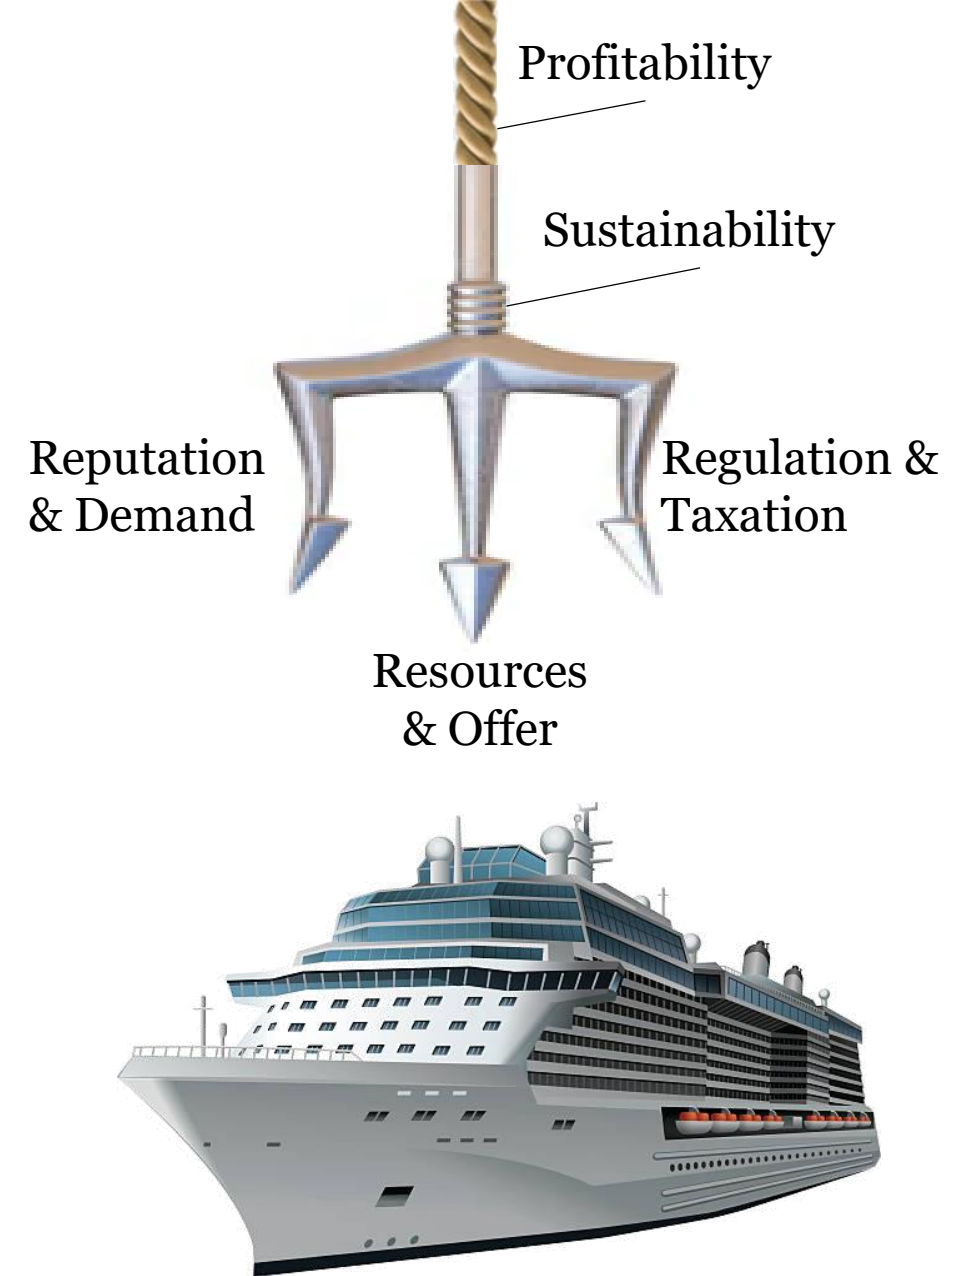 Profitability
Sustainability
Reputation
& Demand
Regulation &
Taxation
Resources
& Offer